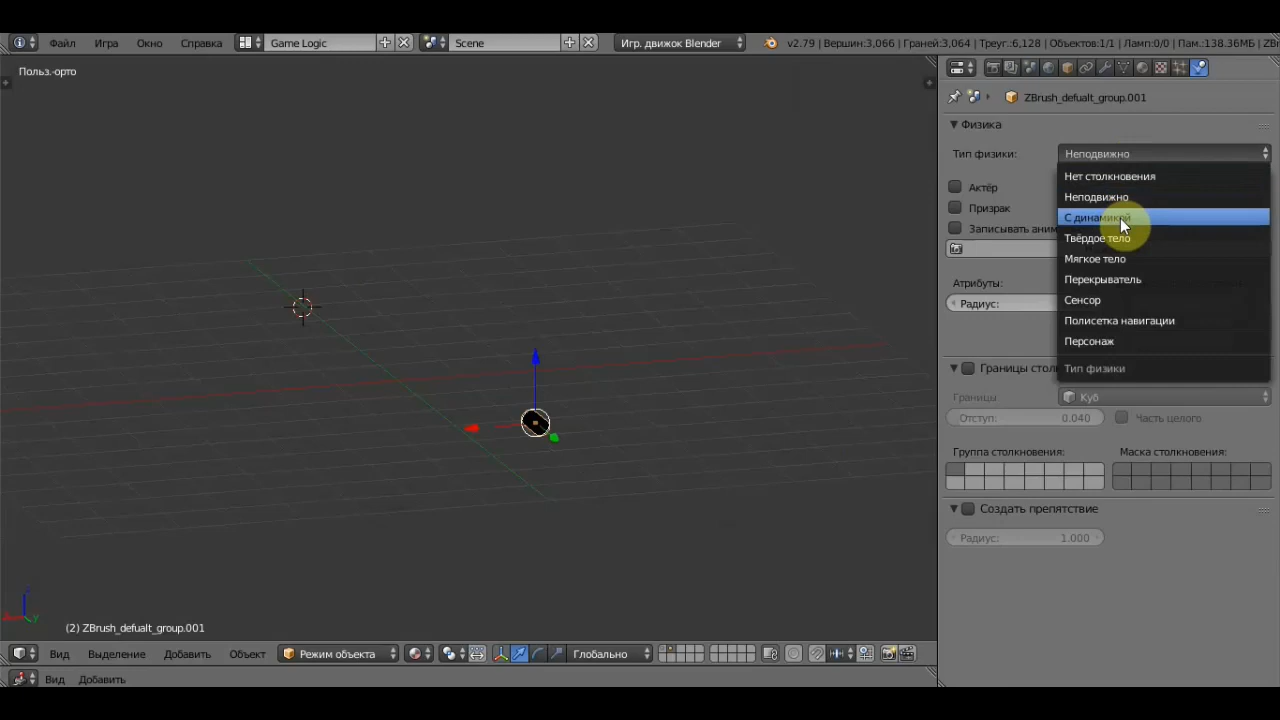 Файл Игра Окно Справка Game Logic Scene Игр. движок Blender v2.79 | Вершин:3,066 | Граней:3,064 | Треуг.:6,128 | Объекты:1/1 | Ламп:0/0 | Пам.:138.36МБ | ZB
Польз.-орто
ZBrush_defualt_group.001
Физика
Тип физики: Неподвижно
Нет столкновения
Актёр Неподвижно
Призрак С динамикой
Записывать аним Твёрдое тело
Мягкое тело
Атрибуты: Перекрыватель
Радиус: Сенсор
Полисетка навигации
Персонаж
Границы стол Тип физики
Границы Куб
Отступ: 0.040 Часть целого
Группа столкновения: Маска столкновения:
Создать препятствие
Радиус: 1.000
(2) ZBrush_defualt_group.001
Вид Выделение Добавить Объект Режим объекта Глобально
Вид Добавить